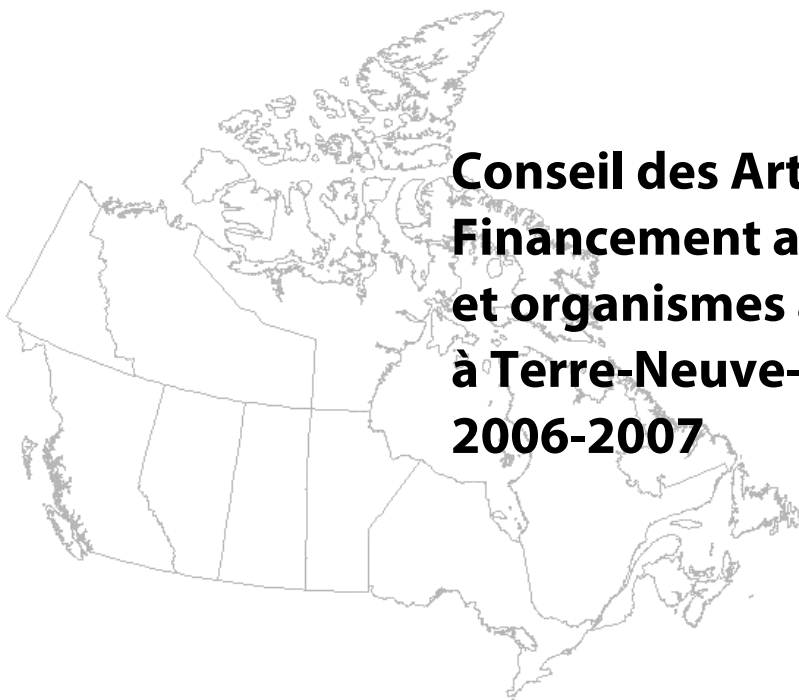 Conseil des Art
Financement a
et organismes
à Terre-Neuve-
2006-2007